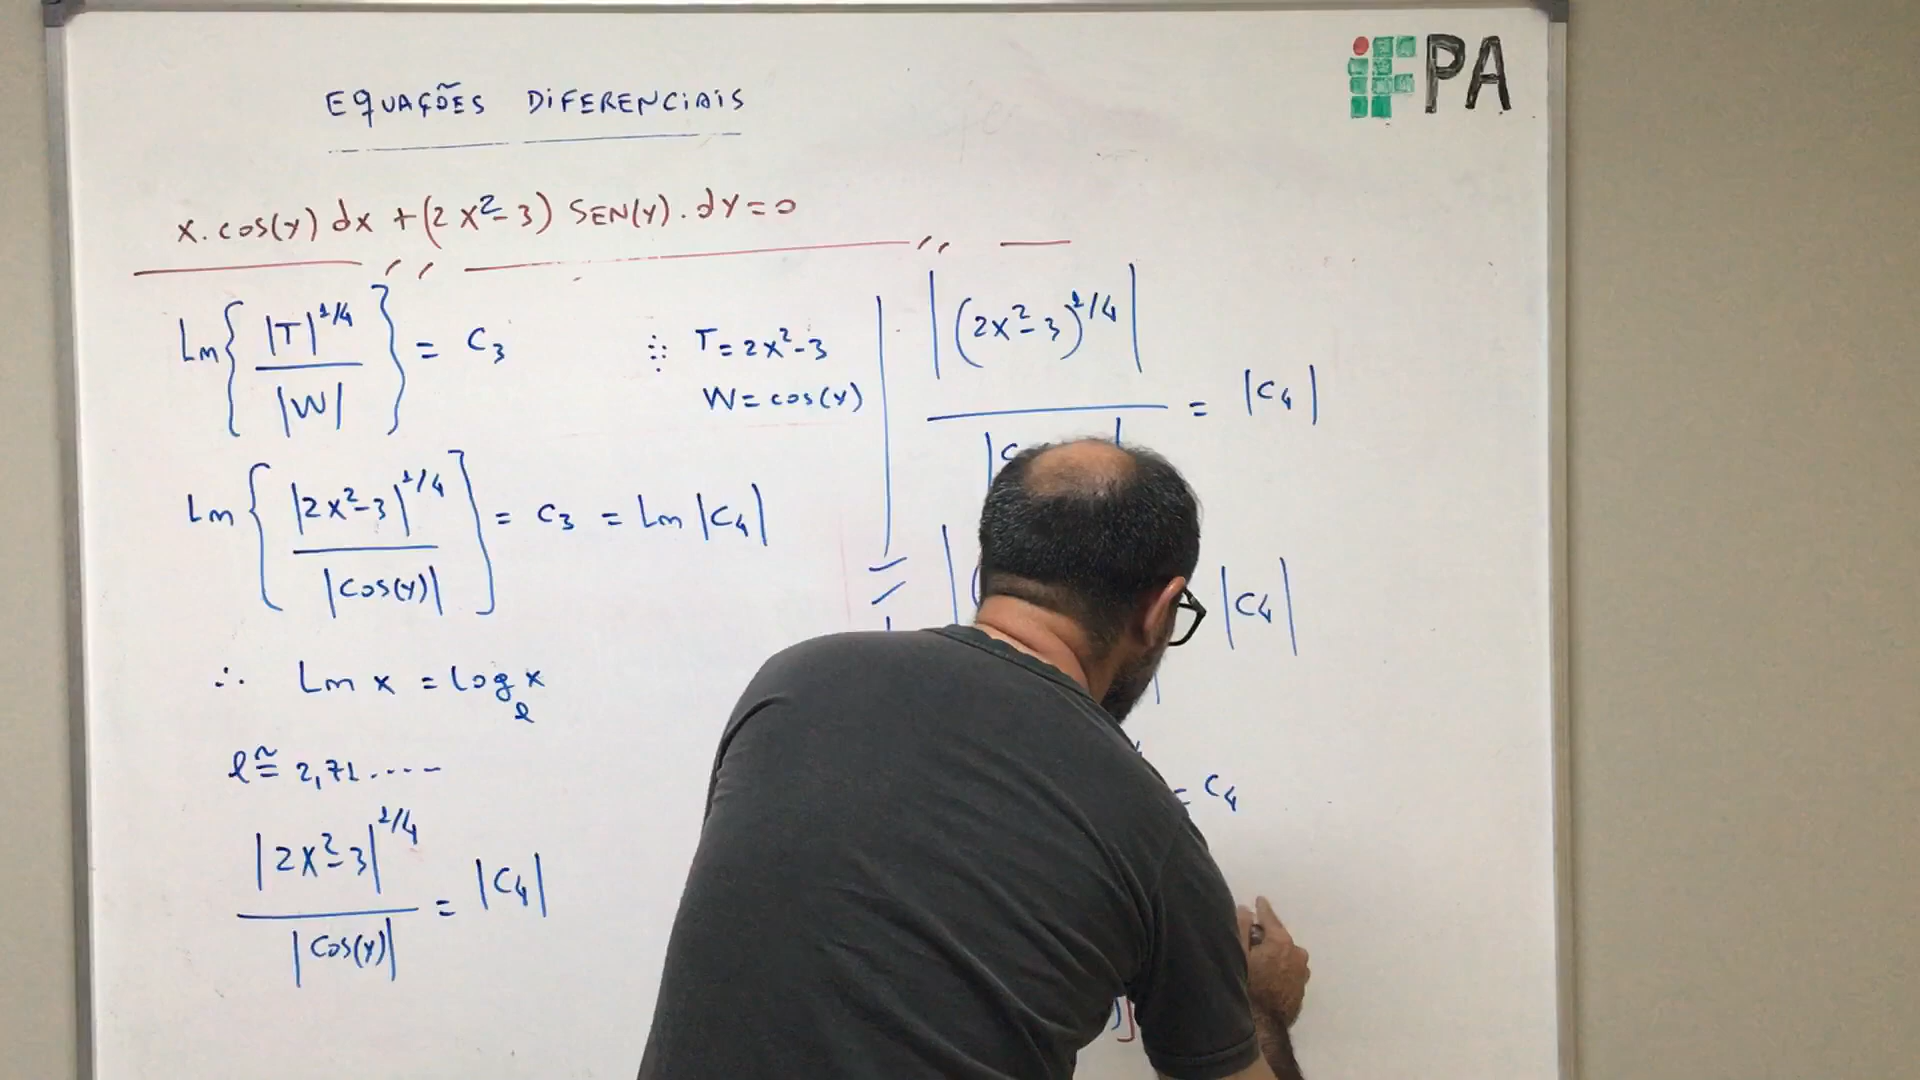 EQUAÇÕES DIFERENCIAIS
PA
x.cos(y) dx + (2x²-3) SEN(y).dy=0
Ln{|T|^1/4 / |W|} = C3
∴ T=2x²-3
W=cos(y)
Ln{|2x²-3|^1/4 / |cos(y)|} = C3 = Ln|C4|
∴ Ln x = Log_e x
e ≅ 2,71.....
|2x²-3|^1/4 / |cos(y)| = |C4|
|(2x²-3)^1/4|
= |C4|
|C4|
= C4